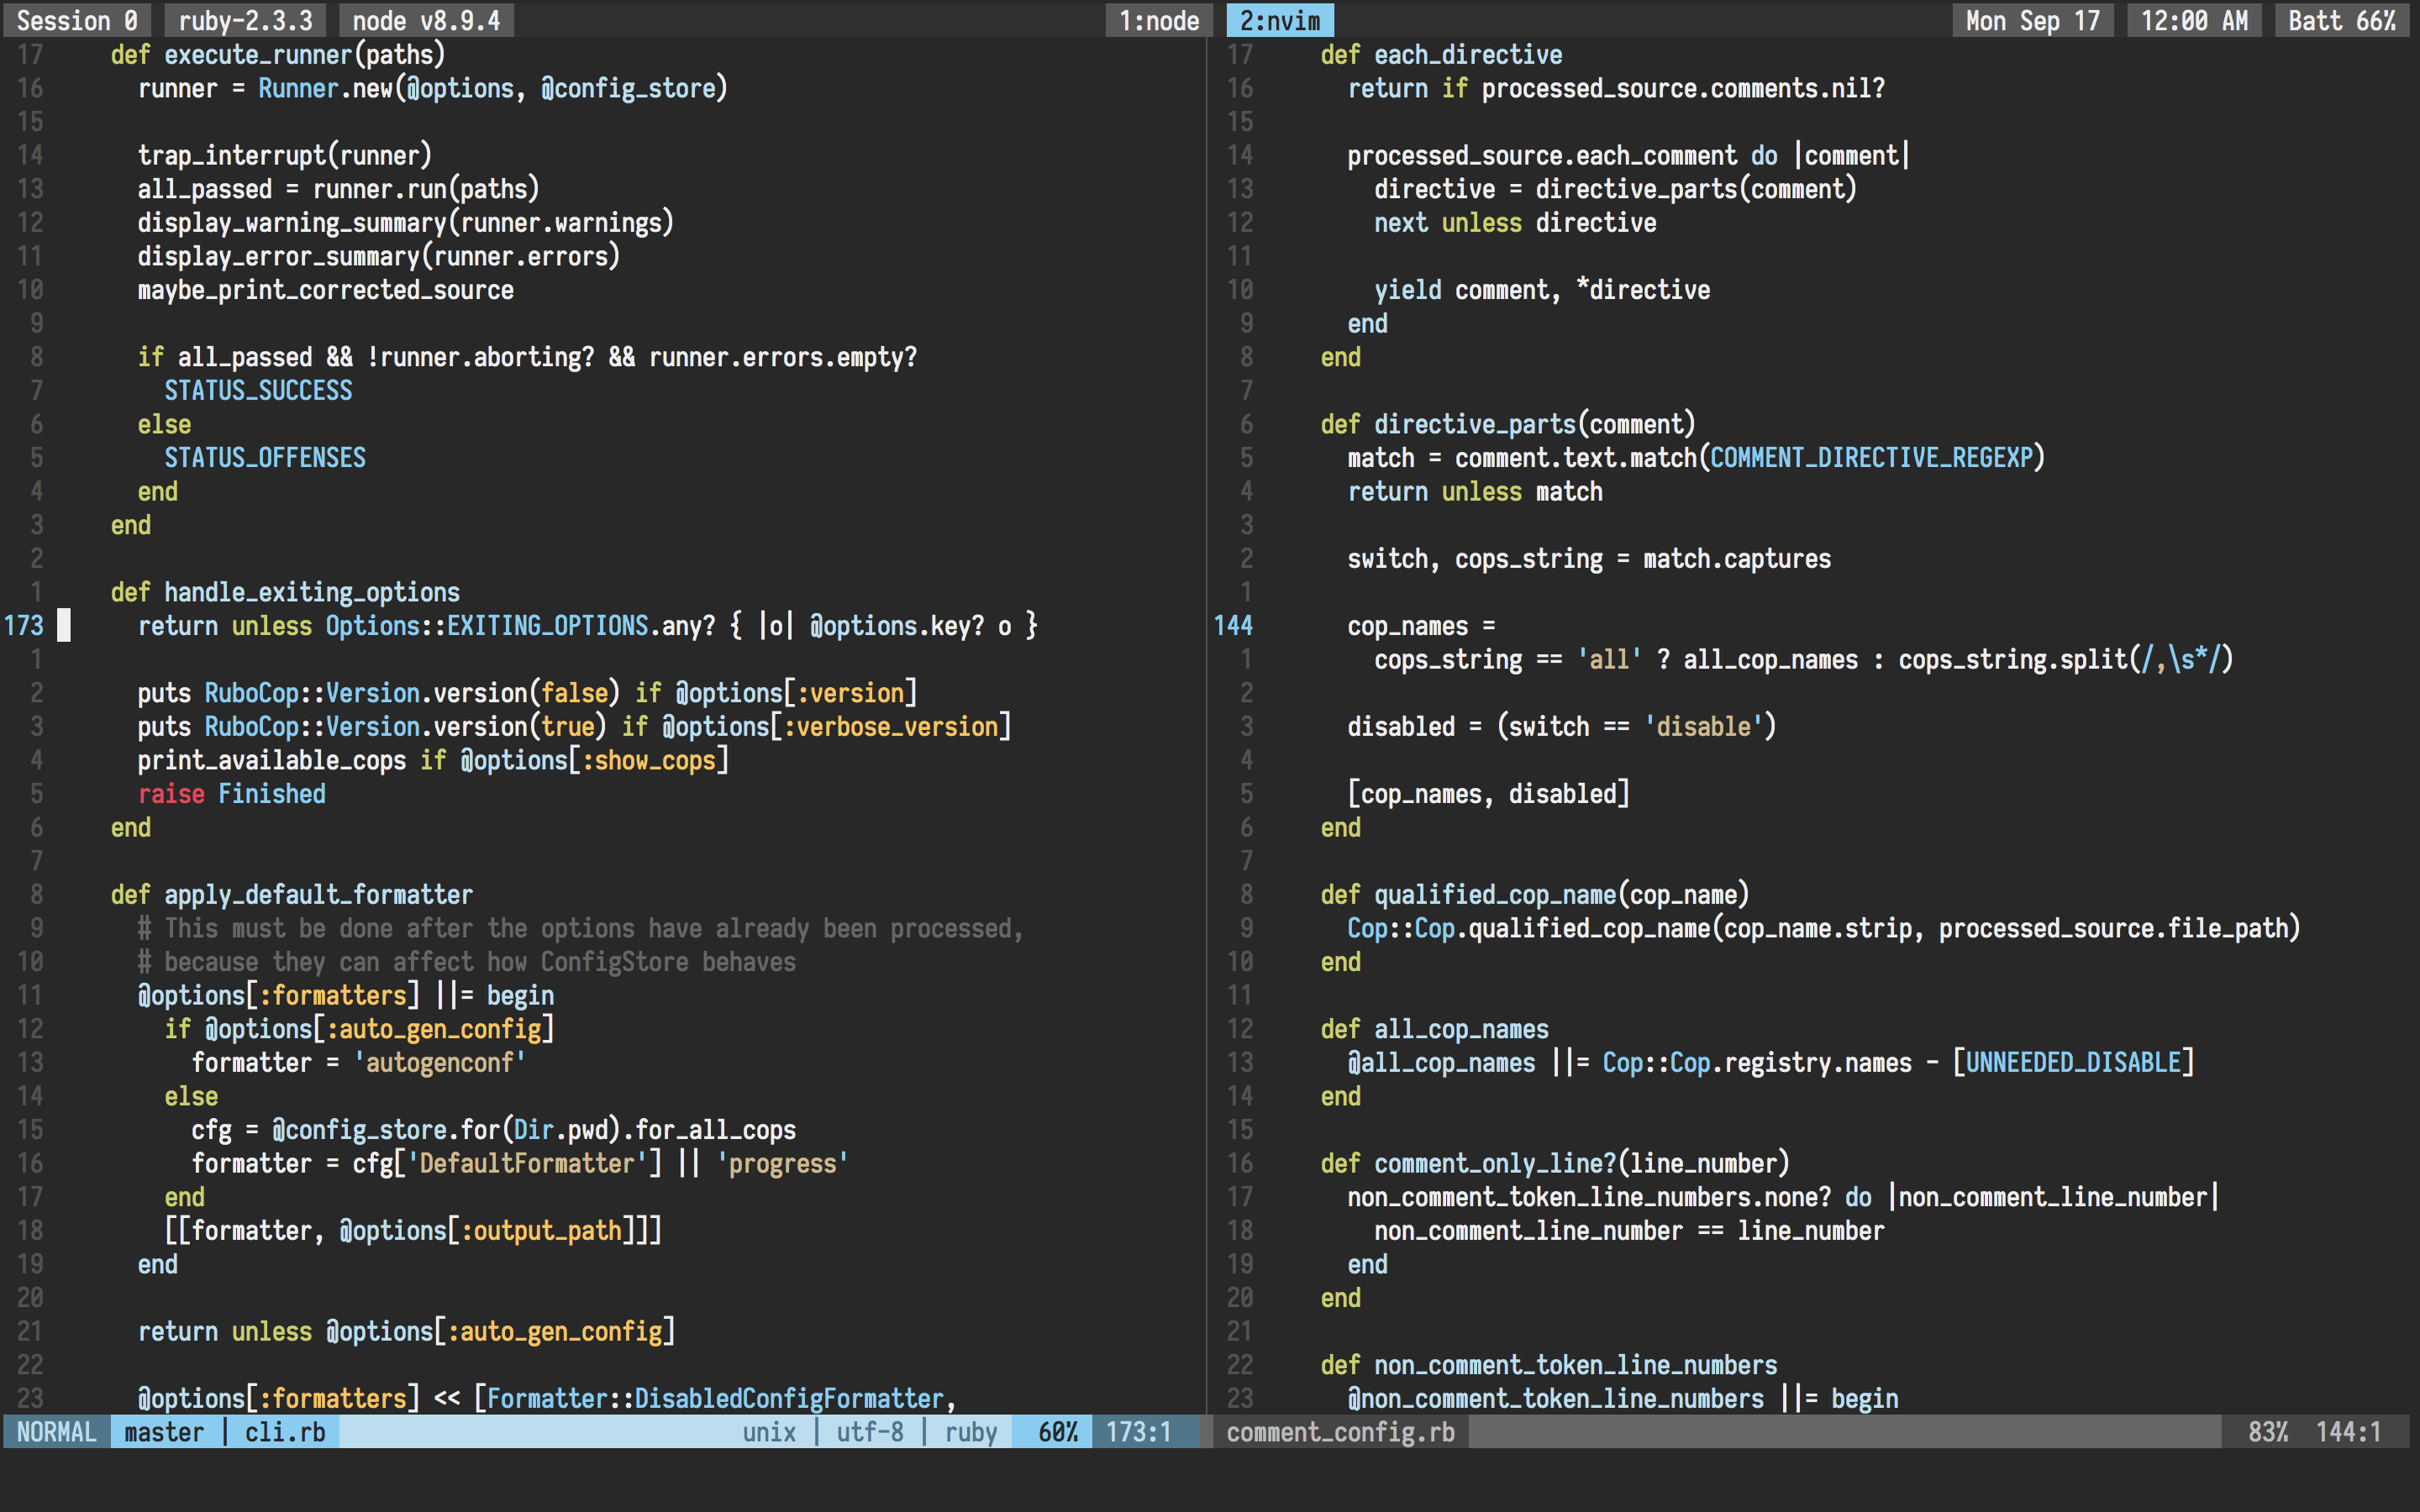 Session 0  ruby-2.3.3  node v8.9.4  1:node  2:nvim  Mon Sep 17  12:00 AM  Batt 66%
17     def execute_runner(paths)
16       runner = Runner.new(@options, @config_store)
15
14       trap_interrupt(runner)
13       all_passed = runner.run(paths)
12       display_warning_summary(runner.warnings)
11       display_error_summary(runner.errors)
10       maybe_print_corrected_source
9
8       if all_passed && !runner.aborting? && runner.errors.empty?
7         STATUS_SUCCESS
6       else
5         STATUS_OFFENSES
4       end
3     end
2
1     def handle_exiting_options
173       return unless Options::EXITING_OPTIONS.any? { |o| @options.key? o }
1
2       puts RuboCop::Version.version(false) if @options[:version]
3       puts RuboCop::Version.version(true) if @options[:verbose_version]
4       print_available_cops if @options[:show_cops]
5       raise Finished
6     end
7
8     def apply_default_formatter
9       # This must be done after the options have already been processed,
10       # because they can affect how ConfigStore behaves
11       @options[:formatters] ||= begin
12         if @options[:auto_gen_config]
13           formatter = 'autogenconf'
14         else
15           cfg = @config_store.for(Dir.pwd).for_all_cops
16           formatter = cfg['DefaultFormatter'] || 'progress'
17         end
18         [[formatter, @options[:output_path]]]
19       end
20
21       return unless @options[:auto_gen_config]
22
23       @options[:formatters] << [Formatter::DisabledConfigFormatter,
NORMAL  master | cli.rb  unix | utf-8 | ruby  60%  173:1
17     def each_directive
16       return if processed_source.comments.nil?
15
14       processed_source.each_comment do |comment|
13         directive = directive_parts(comment)
12         next unless directive
11
10         yield comment, *directive
9       end
8     end
7
6     def directive_parts(comment)
5       match = comment.text.match(COMMENT_DIRECTIVE_REGEXP)
4       return unless match
3
2       switch, cops_string = match.captures
1
144       cop_names =
1         cops_string == 'all' ? all_cop_names : cops_string.split(/,\s*/)
2
3       disabled = (switch == 'disable')
4
5       [cop_names, disabled]
6     end
7
8     def qualified_cop_name(cop_name)
9       Cop::Cop.qualified_cop_name(cop_name.strip, processed_source.file_path)
10     end
11
12     def all_cop_names
13       @all_cop_names ||= Cop::Cop.registry.names - [UNNEEDED_DISABLE]
14     end
15
16     def comment_only_line?(line_number)
17       non_comment_token_line_numbers.none? do |non_comment_line_number|
18         non_comment_line_number == line_number
19       end
20     end
21
22     def non_comment_token_line_numbers
23       @non_comment_token_line_numbers ||= begin
comment_config.rb  83%  144:1